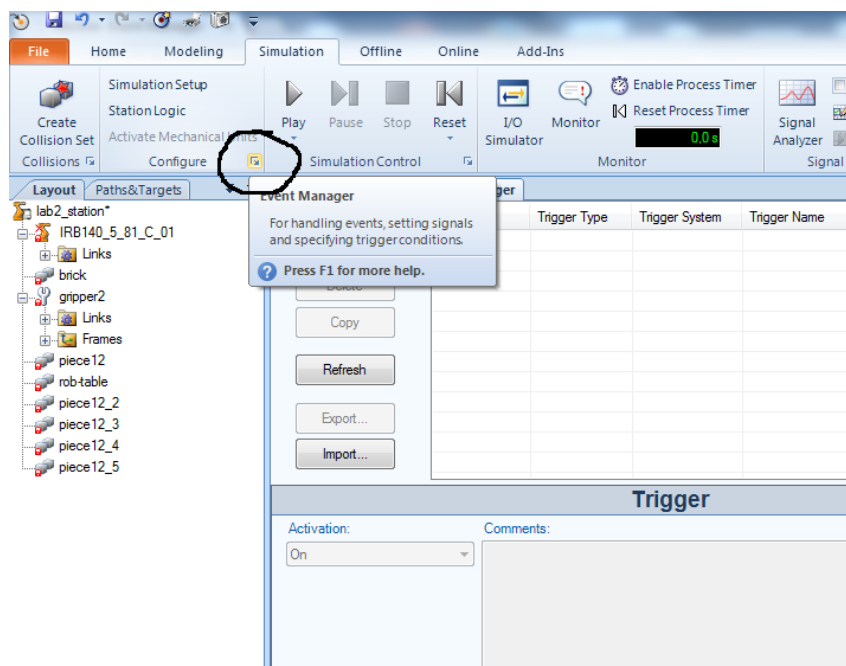 File Home Modeling Simulation Offline Online Add-Ins
Create
Collision Set
Collisions
Simulation Setup
Station Logic
Activate Mechanical Units
Configure
Play
Pause
Stop
Reset
Simulation Control
I/O
Simulator
Monitor
Enable Process Timer
Reset Process Timer
0,0 s
Monitor
Signal
Analyzer
Signal
Layout Paths&Targets
lab2_station*
IRB140_5_81_C_01
Links
brick
gripper2
Links
Frames
piece12
rob-table
piece12_2
piece12_3
piece12_4
piece12_5
Event Manager
For handling events, setting signals
and specifying trigger conditions.
Press F1 for more help.
Trigger Type Trigger System Trigger Name
Delete
Copy
Refresh
Export...
Import...
Trigger
Activation:
On
Comments: